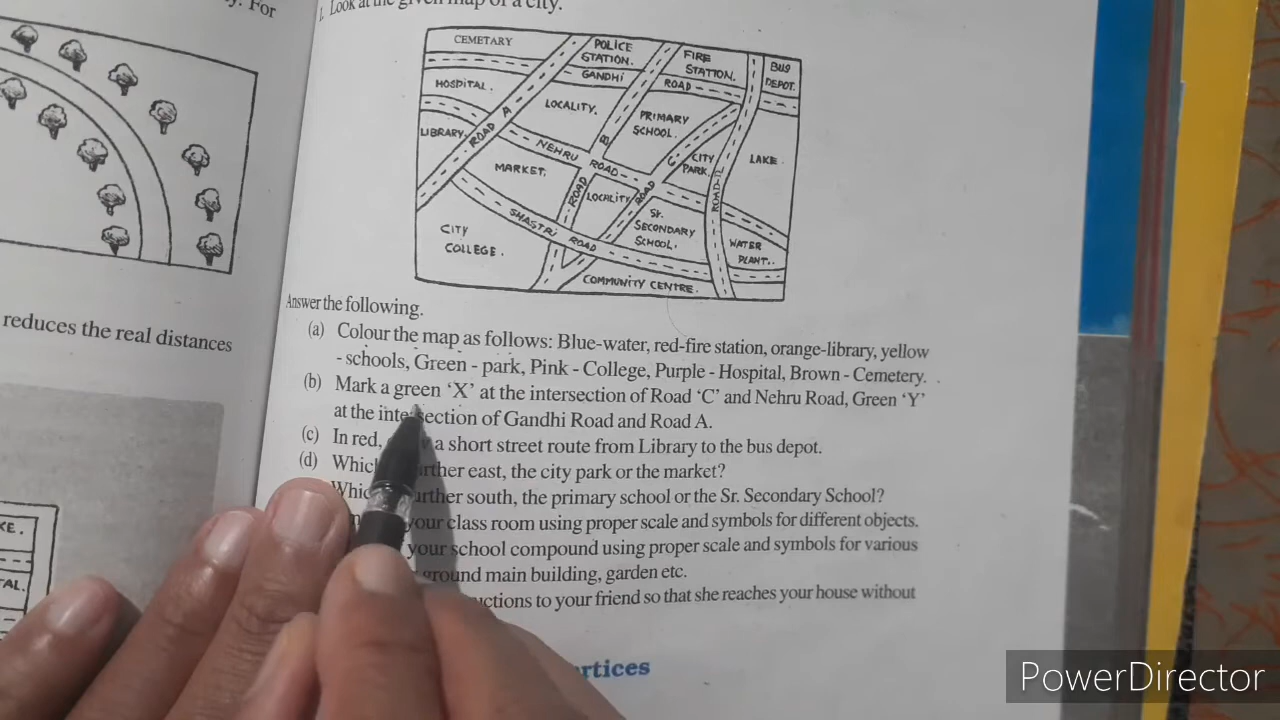 y. For
1. Look at the given map of a city.
CEMETARY
POLICE
STATION.
FIRE
STATION.
BUS
DEPOT.
GANDHI
ROAD
HOSPITAL.
LOCALITY.
ROAD A
PRIMARY
SCHOOL.
LIBRARY
B
NEHRU ROAD
C
CITY
PARK.
LAKE.
MARKET.
ROAD
LOCALITY
ROAD
ROAD-D
SHASTRI ROAD
Sr.
SECONDARY
SCHOOL.
CITY
COLLEGE.
WATER
PLANT.
COMMUNITY CENTRE.
Answer the following.
reduces the real distances
(a) Colour the map as follows: Blue-water, red-fire station, orange-library, yellow
- schools, Green - park, Pink - College, Purple - Hospital, Brown - Cemetery.
(b) Mark a green ‘X’ at the intersection of Road ‘C’ and Nehru Road, Green ‘Y’
at the intersection of Gandhi Road and Road A.
(c) In red, a short street route from Library to the bus depot.
(d) Which further east, the city park or the market?
Which further south, the primary school or the Sr. Secondary School?
your class room using proper scale and symbols for different objects.
your school compound using proper scale and symbols for various
ground main building, garden etc.
uctions to your friend so that she reaches your house without
KE.
TAL.
rtices
PowerDirector